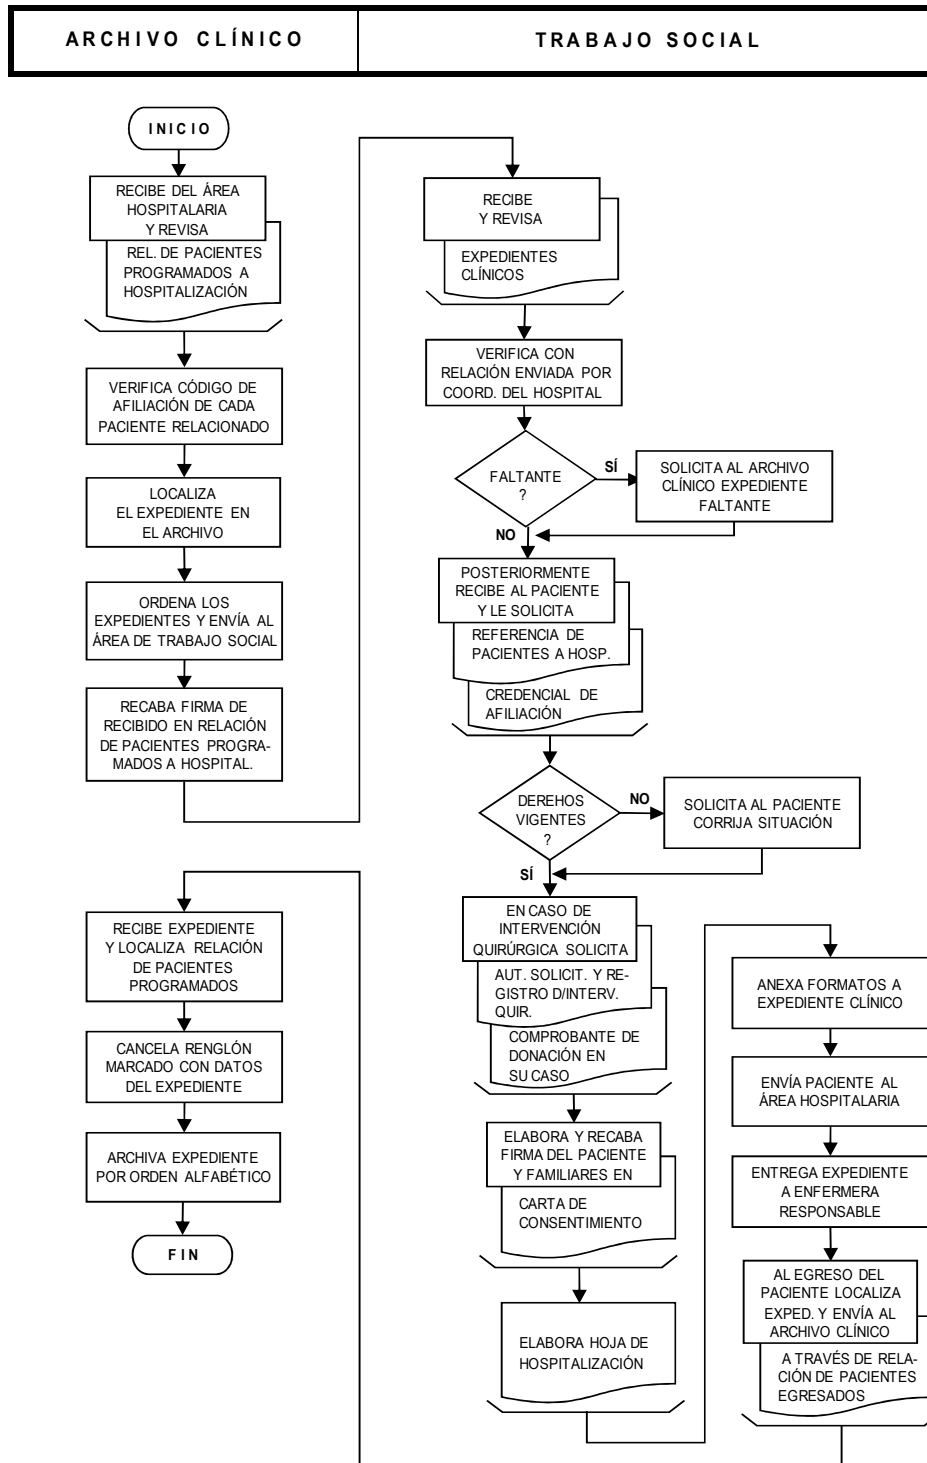 ARCHIVO CLÍNICO
TRABAJO SOCIAL
INICIO
RECIBE DEL ÁREA
HOSPITALARIA
Y REVISA
REL. DE PACIENTES
PROGRAMADOS A
HOSPITALIZACIÓN
VERIFICA CÓDIGO DE
AFILIACIÓN DE CADA
PACIENTE RELACIONADO
LOCALIZA
EL EXPEDIENTE EN
EL ARCHIVO
ORDENA LOS
EXPEDIENTES Y ENVÍA AL
ÁREA DE TRABAJO SOCIAL
RECABA FIRMA DE
RECIBIDO EN RELACIÓN
DE PACIENTES PROGRA-
MADOS A HOSPITAL.
RECIBE
Y REVISA
EXPEDIENTES
CLÍNICOS
VERIFICA CON
RELACIÓN ENVIADA POR
COORD. DEL HOSPITAL
FALTANTE
?
SÍ
SOLICITA AL ARCHIVO
CLÍNICO EXPEDIENTE
FALTANTE
NO
POSTERIORMENTE
RECIBE AL PACIENTE
Y LE SOLICITA
REFERENCIA DE
PACIENTES A HOSP.
CREDENCIAL DE
AFILIACIÓN
DEREHOS
VIGENTES
?
NO
SOLICITA AL PACIENTE
CORRIJA SITUACIÓN
SÍ
EN CASO DE
INTERVENCIÓN
QUIRÚRGICA SOLICITA
AUT. SOLICIT. Y RE-
GISTRO D/INTERV.
QUIR.
COMPROBANTE DE
DONACIÓN EN
SU CASO
ELABORA Y RECABA
FIRMA DEL PACIENTE
Y FAMILIARES EN
CARTA DE
CONSENTIMIENTO
ELABORA HOJA DE
HOSPITALIZACIÓN
ANEXA FORMATOS A
EXPEDIENTE CLÍNICO
ENVÍA PACIENTE AL
ÁREA HOSPITALARIA
ENTREGA EXPEDIENTE
A ENFERMERA
RESPONSABLE
AL EGRESO DEL
PACIENTE LOCALIZA
EXPED. Y ENVÍA AL
ARCHIVO CLÍNICO
A TRAVÉS DE RELA-
CIÓN DE PACIENTES
EGRESADOS
RECIBE EXPEDIENTE
Y LOCALIZA RELACIÓN
DE PACIENTES
PROGRAMADOS
CANCELA RENGLÓN
MARCADO CON DATOS
DEL EXPEDIENTE
ARCHIVA EXPEDIENTE
POR ORDEN ALFABÉTICO
FIN